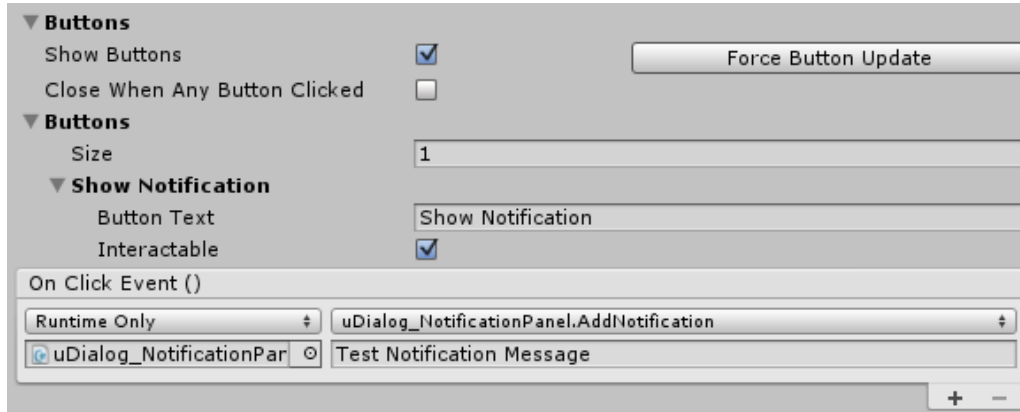 Buttons
Show Buttons Force Button Update
Close When Any Button Clicked
Buttons
Size 1
Show Notification
Button Text Show Notification
Interactable
On Click Event ()
Runtime Only uDialog_NotificationPanel.AddNotification
uDialog_NotificationPar Test Notification Message
+ −